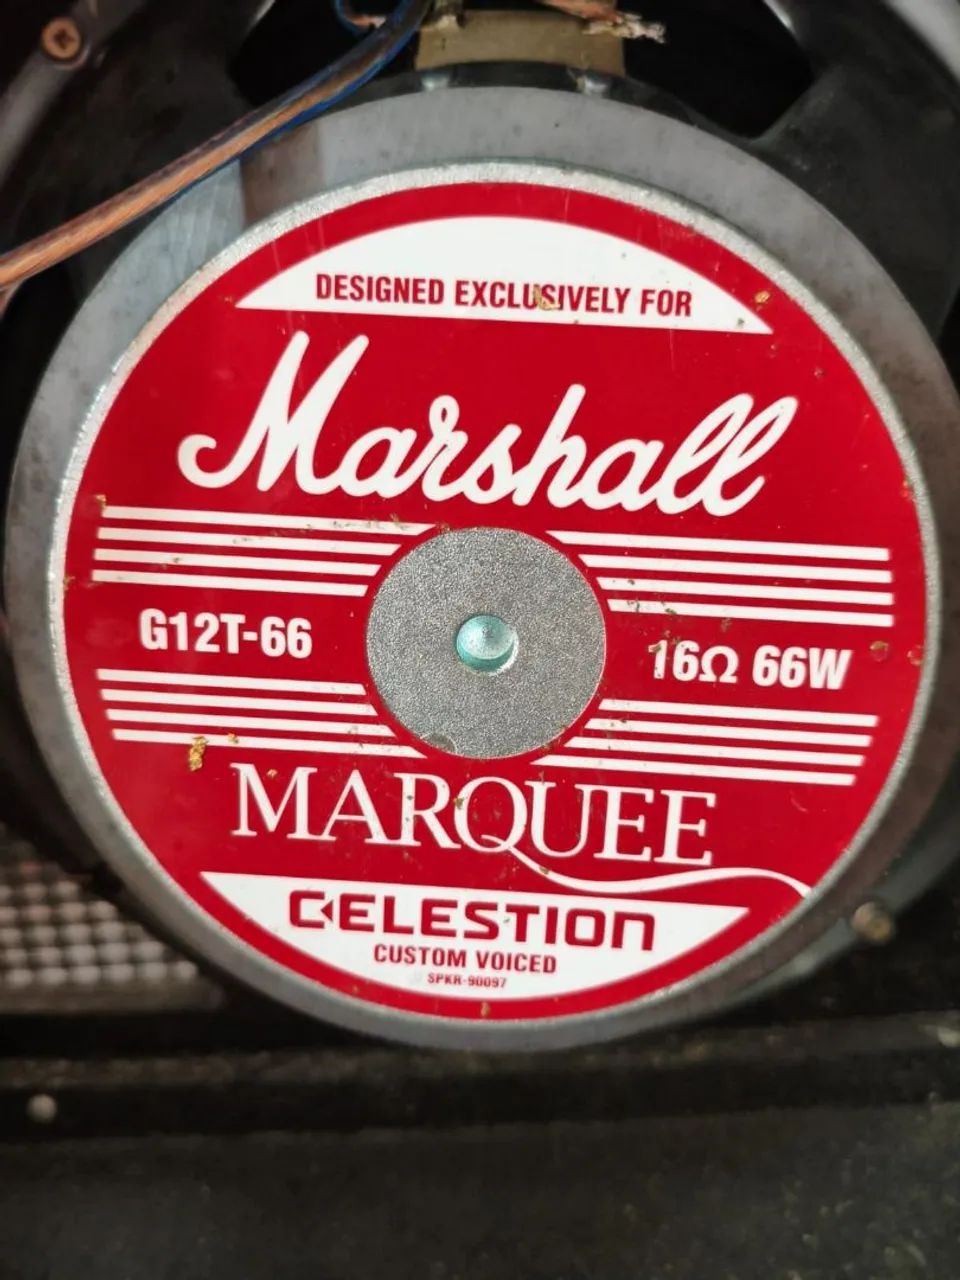 DESIGNED EXCLUSIVELY FOR
Marshall
G12T-66
16Ω 66W
MARQUEE
CELESTION
CUSTOM VOICED
SPKR-90097